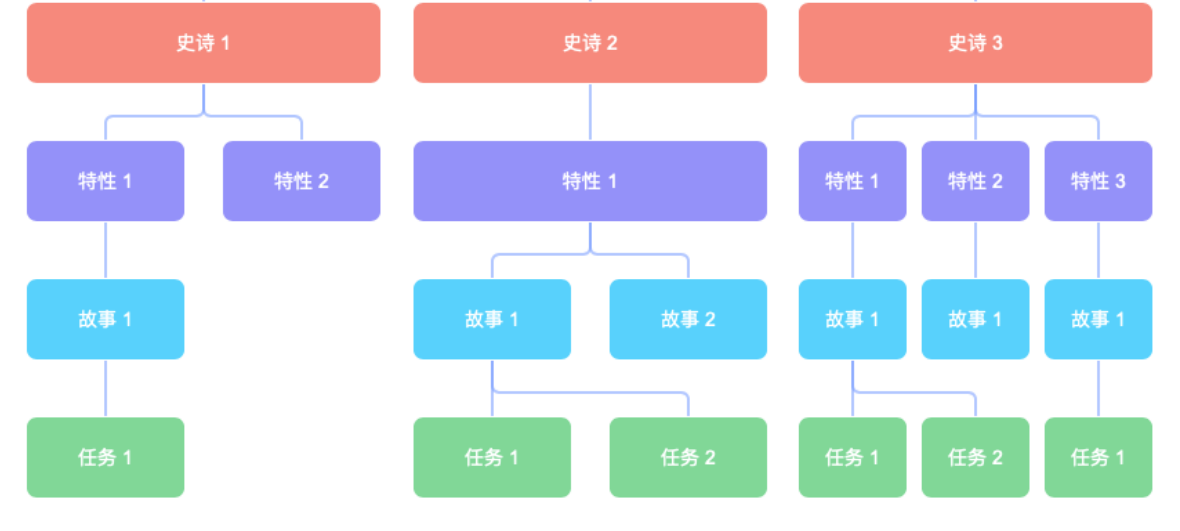 史诗 1
史诗 2
史诗 3
特性 1
特性 2
特性 1
特性 1
特性 2
特性 3
故事 1
故事 1
故事 2
故事 1
故事 1
故事 1
任务 1
任务 1
任务 2
任务 1
任务 2
任务 1